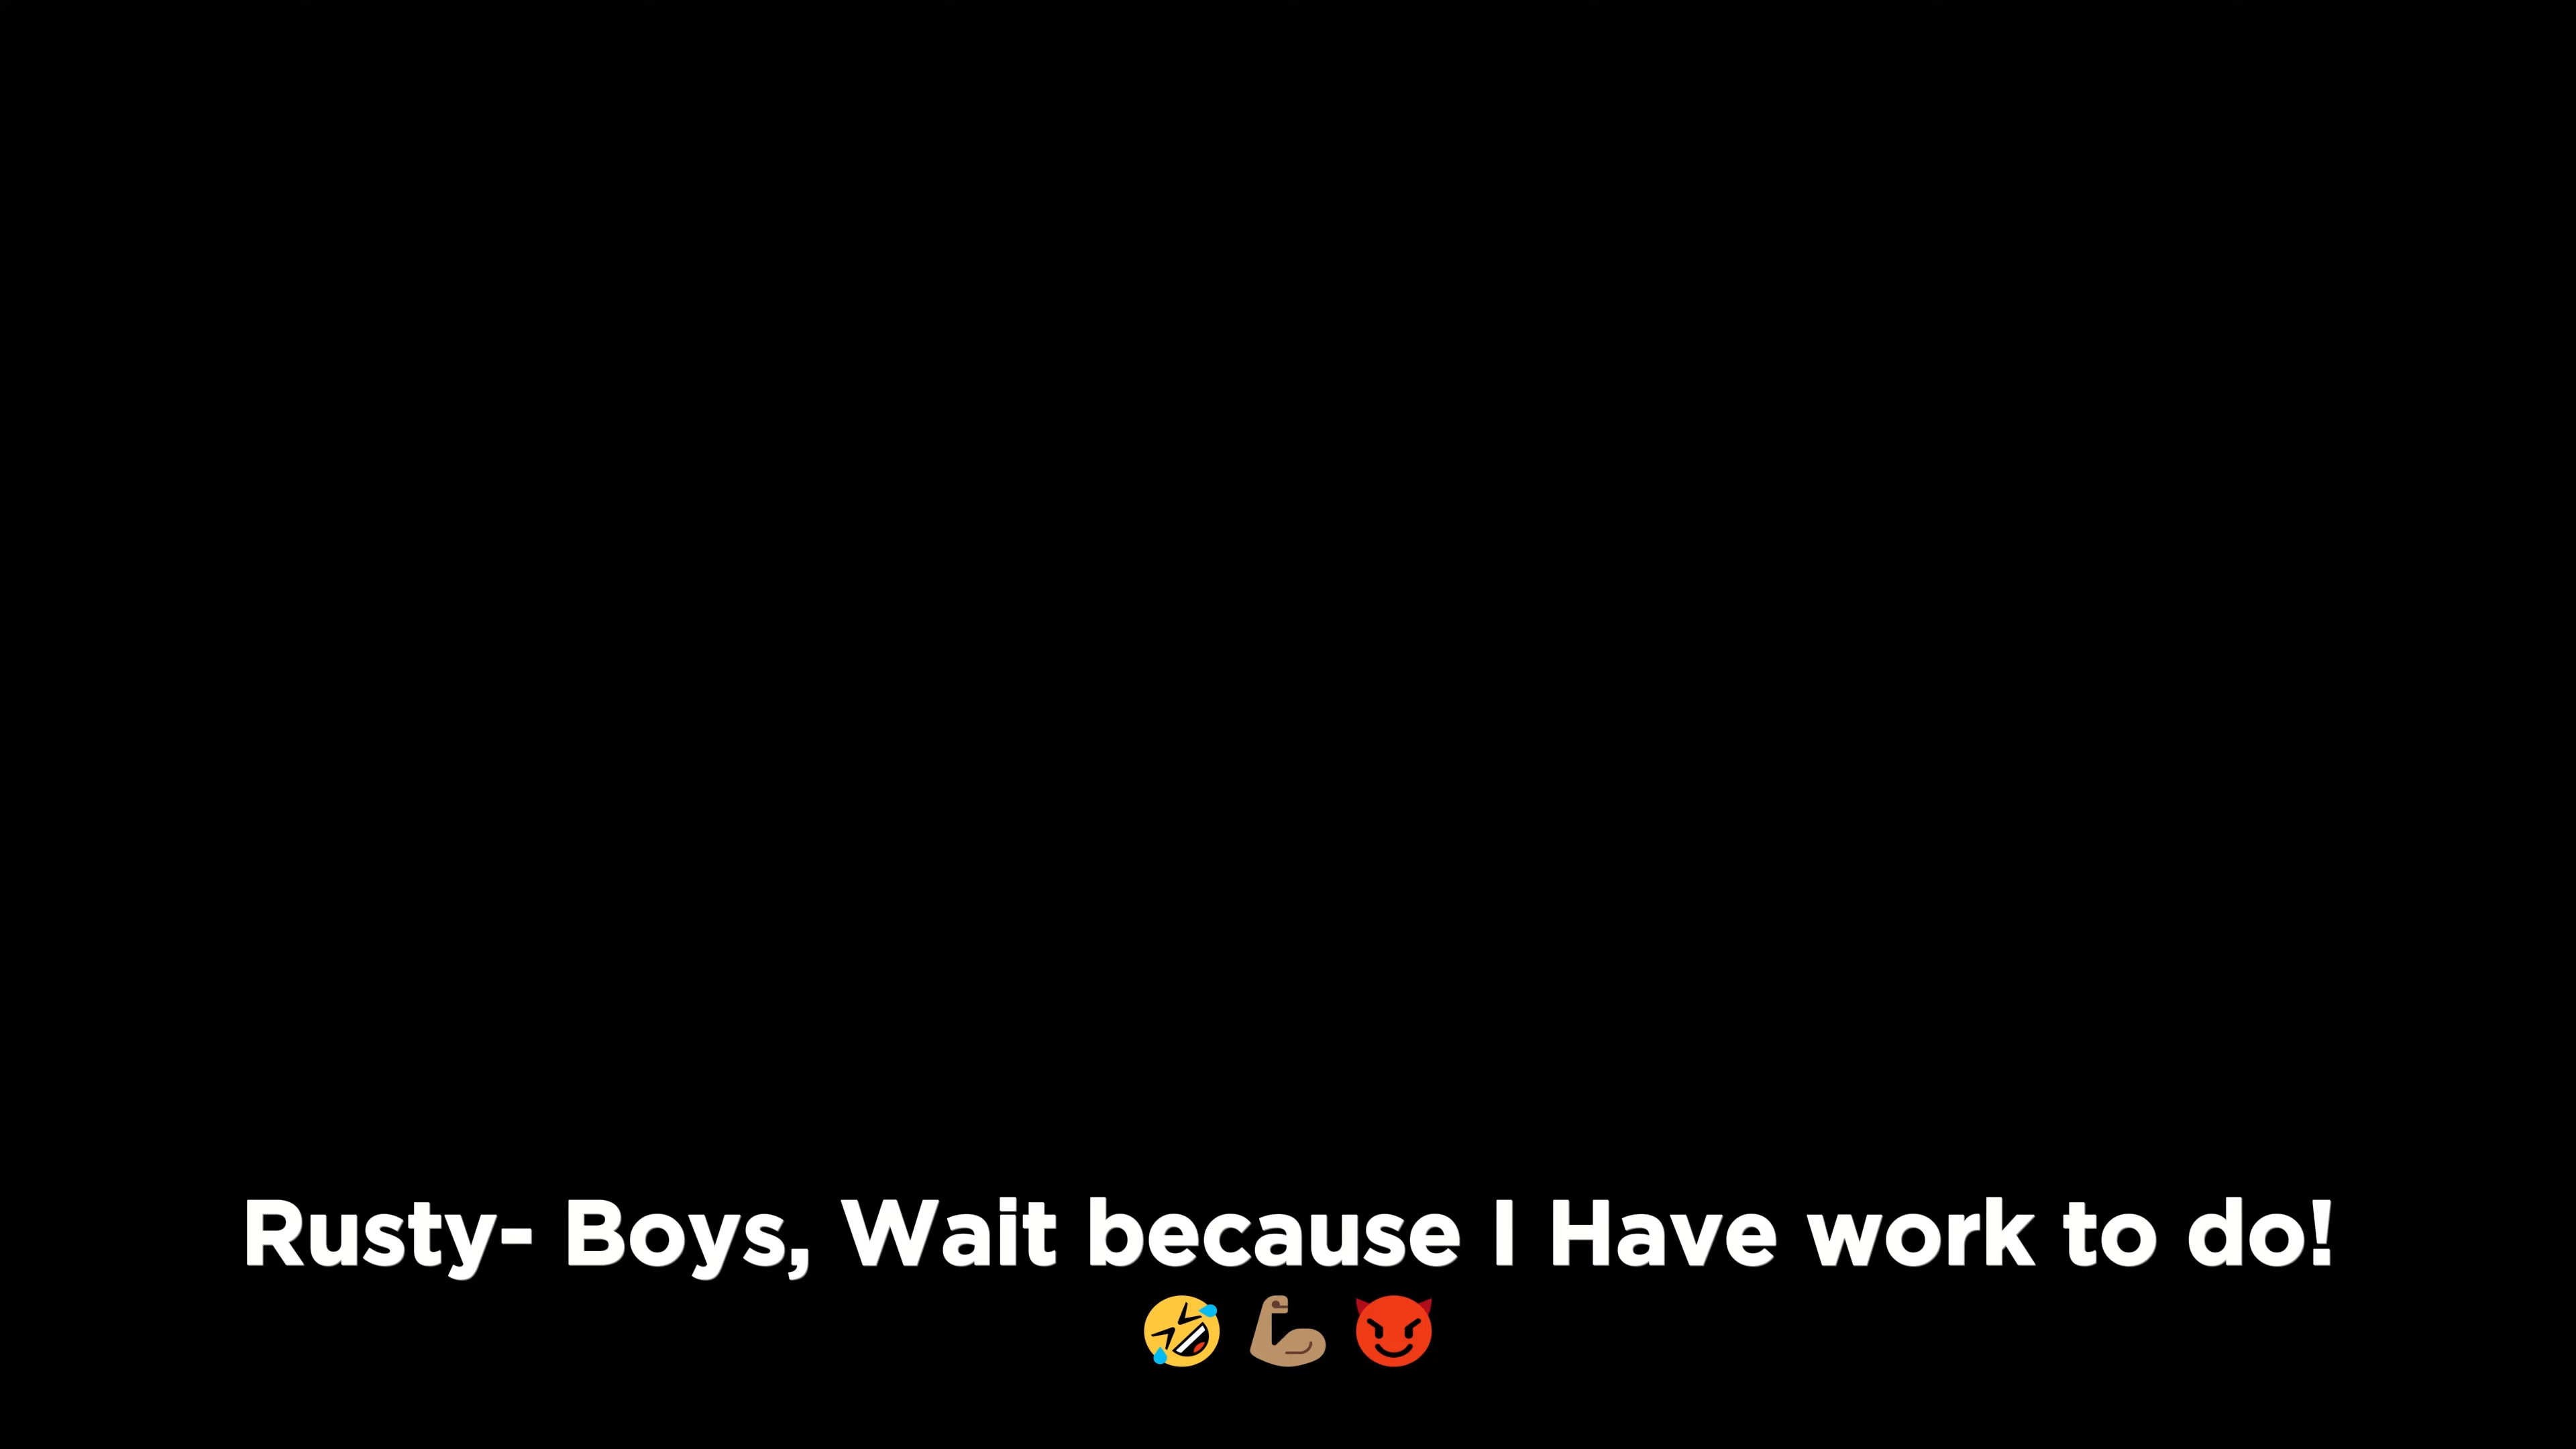 Rusty- Boys, Wait because I Have work to do!
🤣 💪🏽 😈